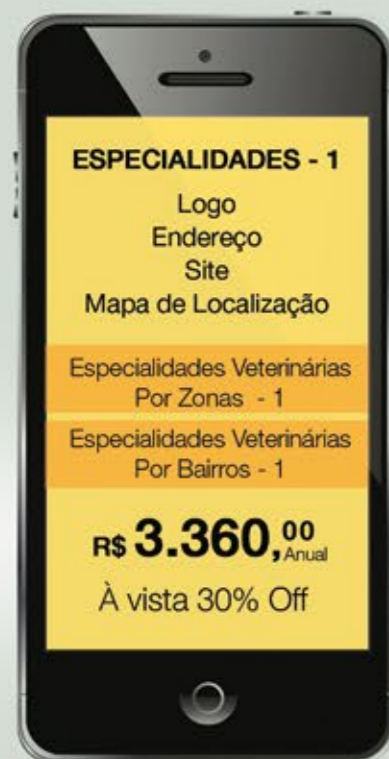 ESPECIALIDADES - 1
Logo
Endereço
Site
Mapa de Localização
Especialidades Veterinárias
Por Zonas - 1
Especialidades Veterinárias
Por Bairros - 1
R$ 3.360,00 Anual
À vista 30% Off